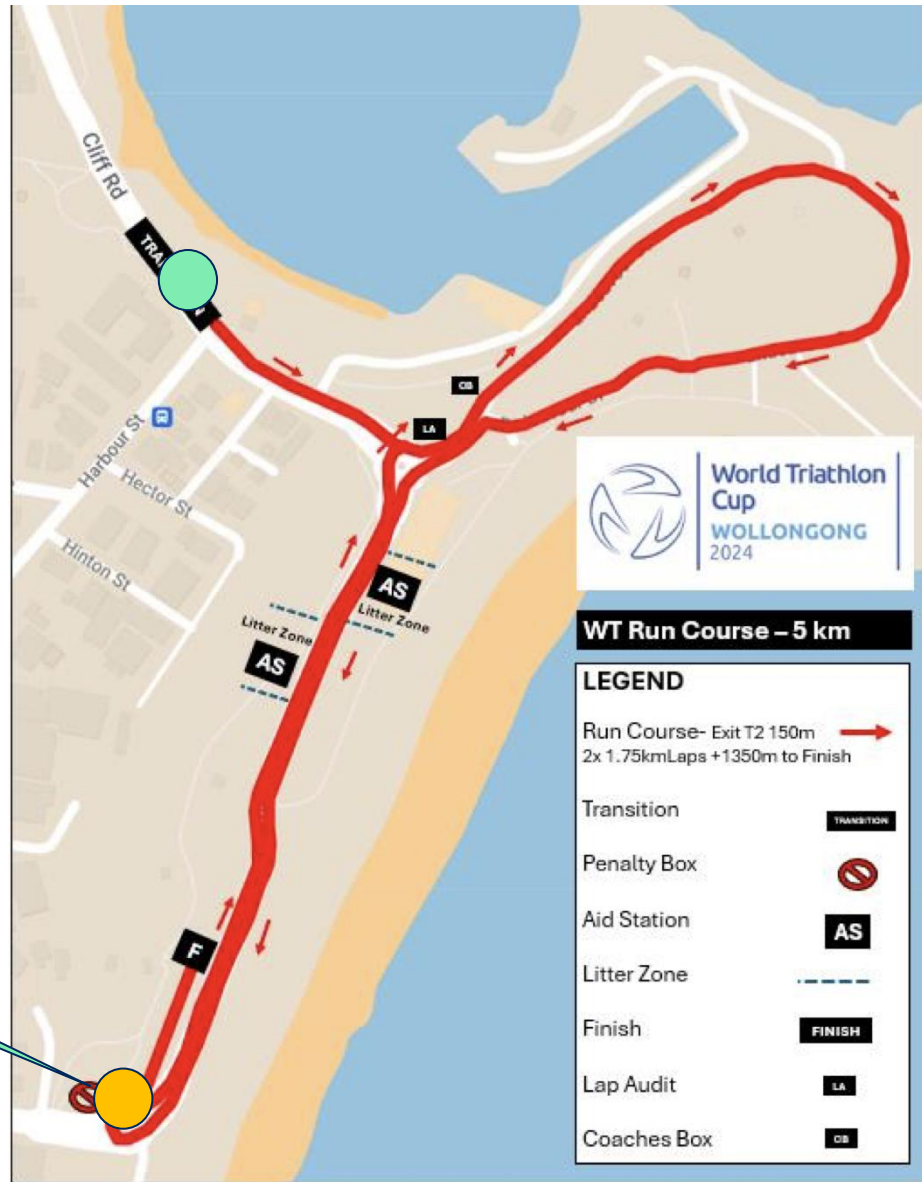 Cliff Rd
TRA
N
Harbour St
Hector St
Hinton St
CB
LA
AS
Litter Zone
Litter Zone
AS
F
World Triathlon
Cup
WOLLONGONG
2024
WT Run Course – 5 km
LEGEND
Run Course- Exit T2 150m
2x 1.75kmLaps +1350m to Finish
Transition
TRANSITION
Penalty Box
Aid Station
AS
Litter Zone
Finish
FINISH
Lap Audit
LA
Coaches Box
CB